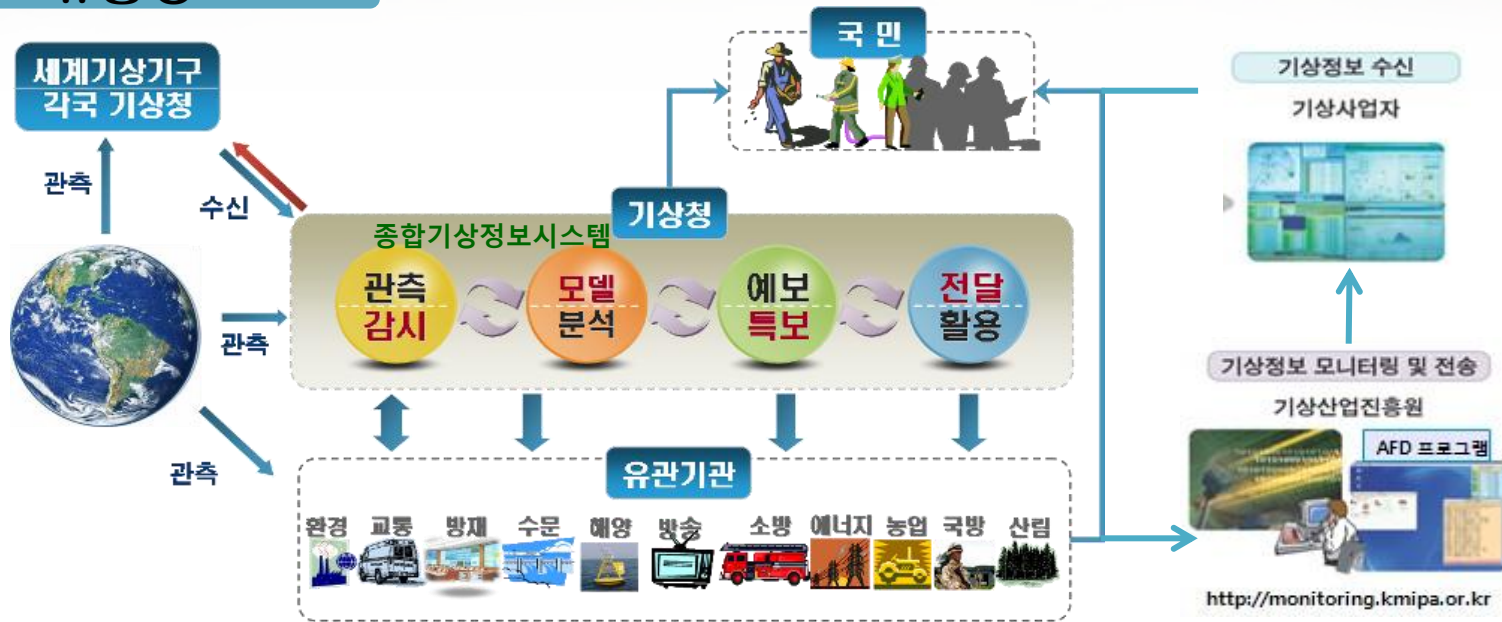 국 민
세계기상기구
각국 기상청
관측
수신
기상청
종합기상정보시스템
관측
감시
모델
분석
예보
특보
전달
활용
관측
관측
유관기관
환경 교통 방재 수문 해양 방송 소방 에너지 농업 국방 산림
기상정보 수신
기상사업자
기상정보 모니터링 및 전송
기상산업진흥원
AFD 프로그램
http://monitoring.kmipa.or.kr